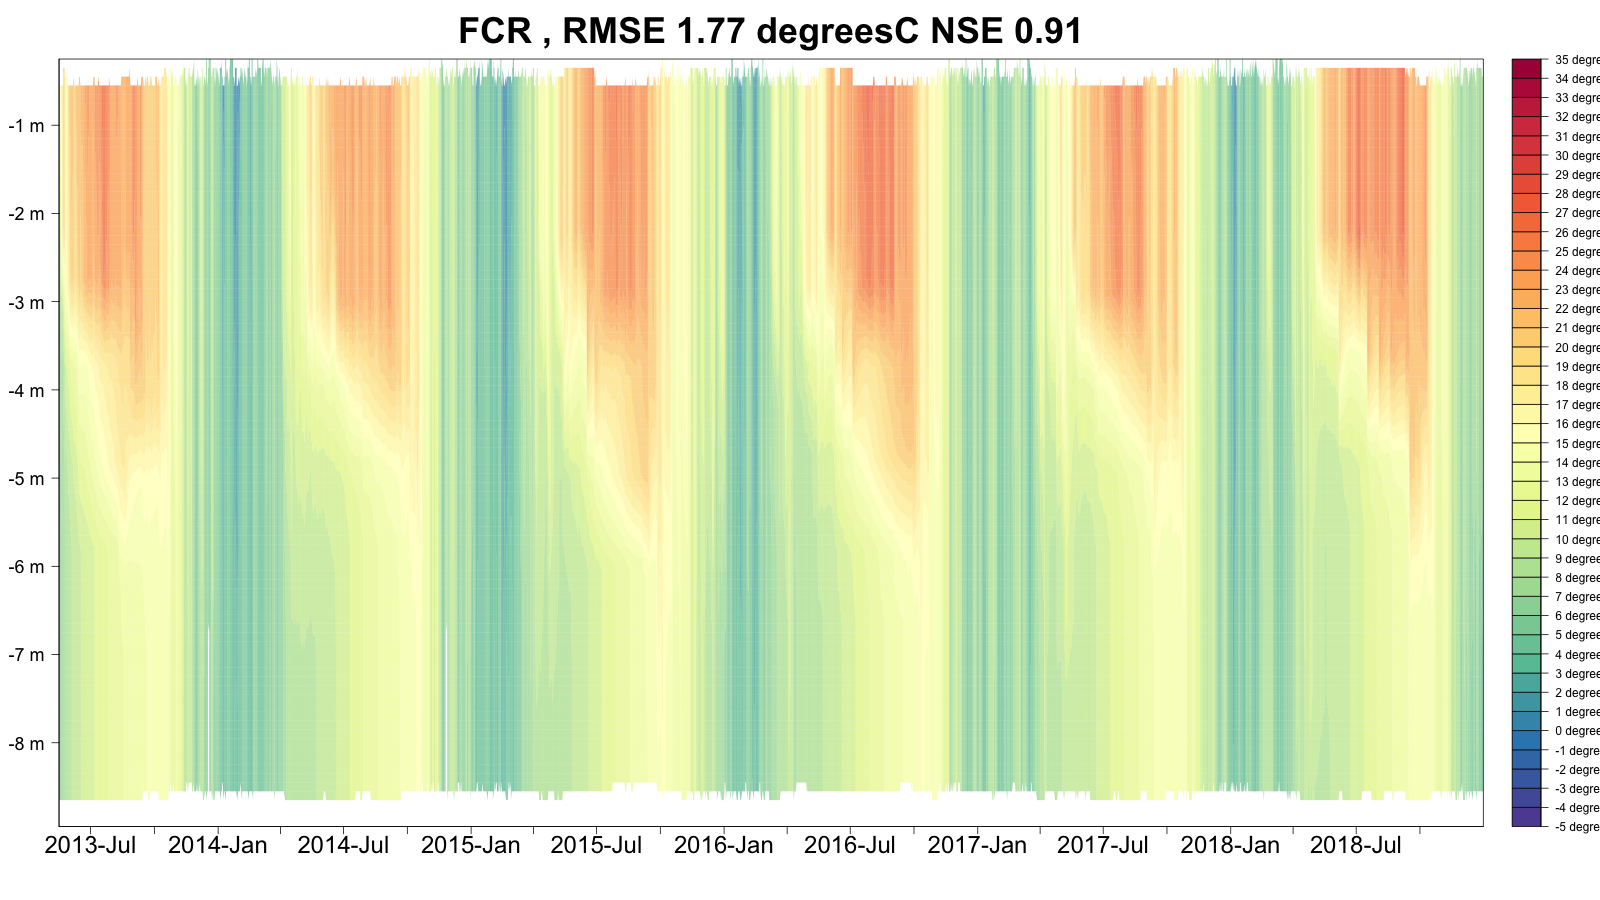 FCR , RMSE 1.77 degreesC NSE 0.91
-1 m
-2 m
-3 m
-4 m
-5 m
-6 m
-7 m
-8 m
2013-Jul 2014-Jan 2014-Jul 2015-Jan 2015-Jul 2016-Jan 2016-Jul 2017-Jan 2017-Jul 2018-Jan 2018-Jul
35 degre
34 degre
33 degre
32 degre
31 degre
30 degre
29 degre
28 degre
27 degre
26 degre
25 degre
24 degre
23 degre
22 degre
21 degre
20 degre
19 degre
18 degre
17 degre
16 degre
15 degre
14 degre
13 degre
12 degre
11 degre
10 degre
9 degree
8 degree
7 degree
6 degree
5 degree
4 degree
3 degree
2 degree
1 degree
0 degree
-1 degre
-2 degre
-3 degre
-4 degre
-5 degre